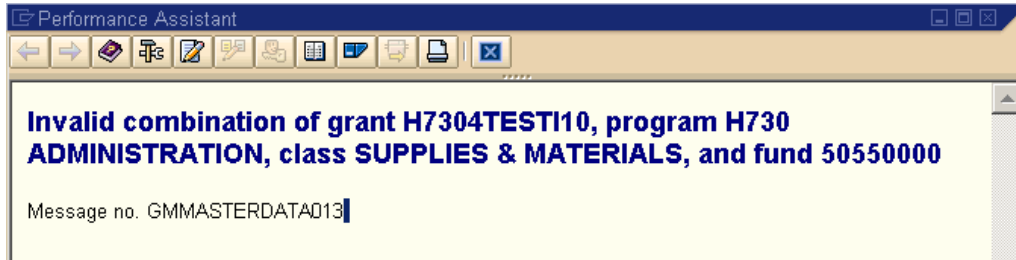 Performance Assistant
Invalid combination of grant H7304TESTI10, program H730
ADMINISTRATION, class SUPPLIES & MATERIALS, and fund 50550000
Message no. GMMASTERDATA013